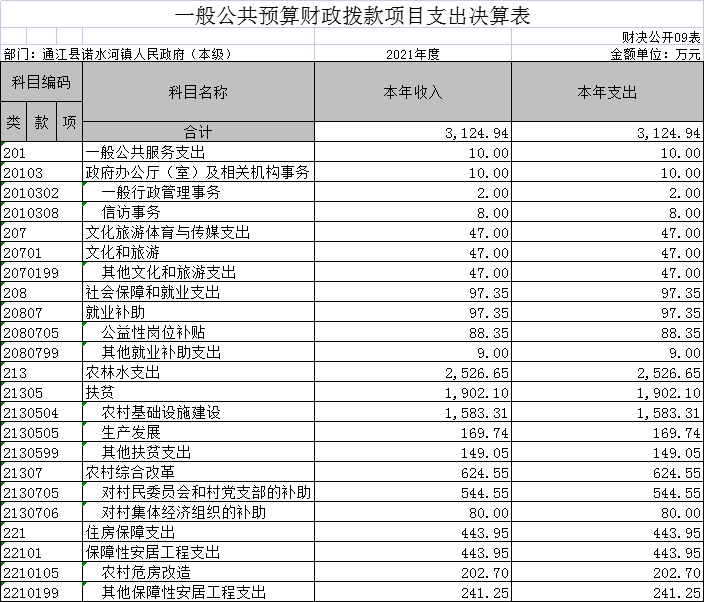 一般公共预算财政拨款项目支出决算表
财决公开09表
部门：通江县诺水河镇人民政府（本级） 2021年度 金额单位：万元
科目编码 科目名称 本年收入 本年支出
类 款 项
合计 3,124.94 3,124.94
201 一般公共服务支出 10.00 10.00
20103 政府办公厅（室）及相关机构事务 10.00 10.00
2010302 一般行政管理事务 2.00 2.00
2010308 信访事务 8.00 8.00
207 文化旅游体育与传媒支出 47.00 47.00
20701 文化和旅游 47.00 47.00
2070199 其他文化和旅游支出 47.00 47.00
208 社会保障和就业支出 97.35 97.35
20807 就业补助 97.35 97.35
2080705 公益性岗位补贴 88.35 88.35
2080799 其他就业补助支出 9.00 9.00
213 农林水支出 2,526.65 2,526.65
21305 扶贫 1,902.10 1,902.10
2130504 农村基础设施建设 1,583.31 1,583.31
2130505 生产发展 169.74 169.74
2130599 其他扶贫支出 149.05 149.05
21307 农村综合改革 624.55 624.55
2130705 对村民委员会和村党支部的补助 544.55 544.55
2130706 对村集体经济组织的补助 80.00 80.00
221 住房保障支出 443.95 443.95
22101 保障性安居工程支出 443.95 443.95
2210105 农村危房改造 202.70 202.70
2210199 其他保障性安居工程支出 241.25 241.25